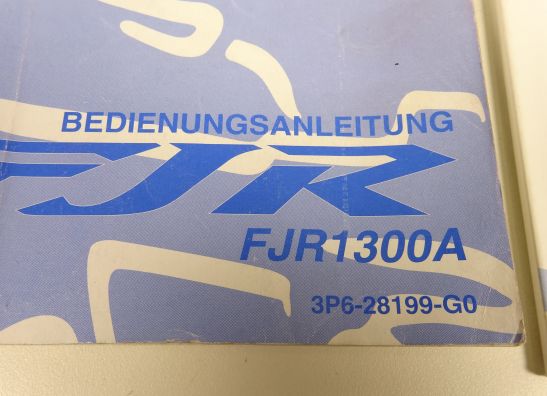 BEDIENUNGSANLEITUNG
FJR
FJR1300A
3P6-28199-G0